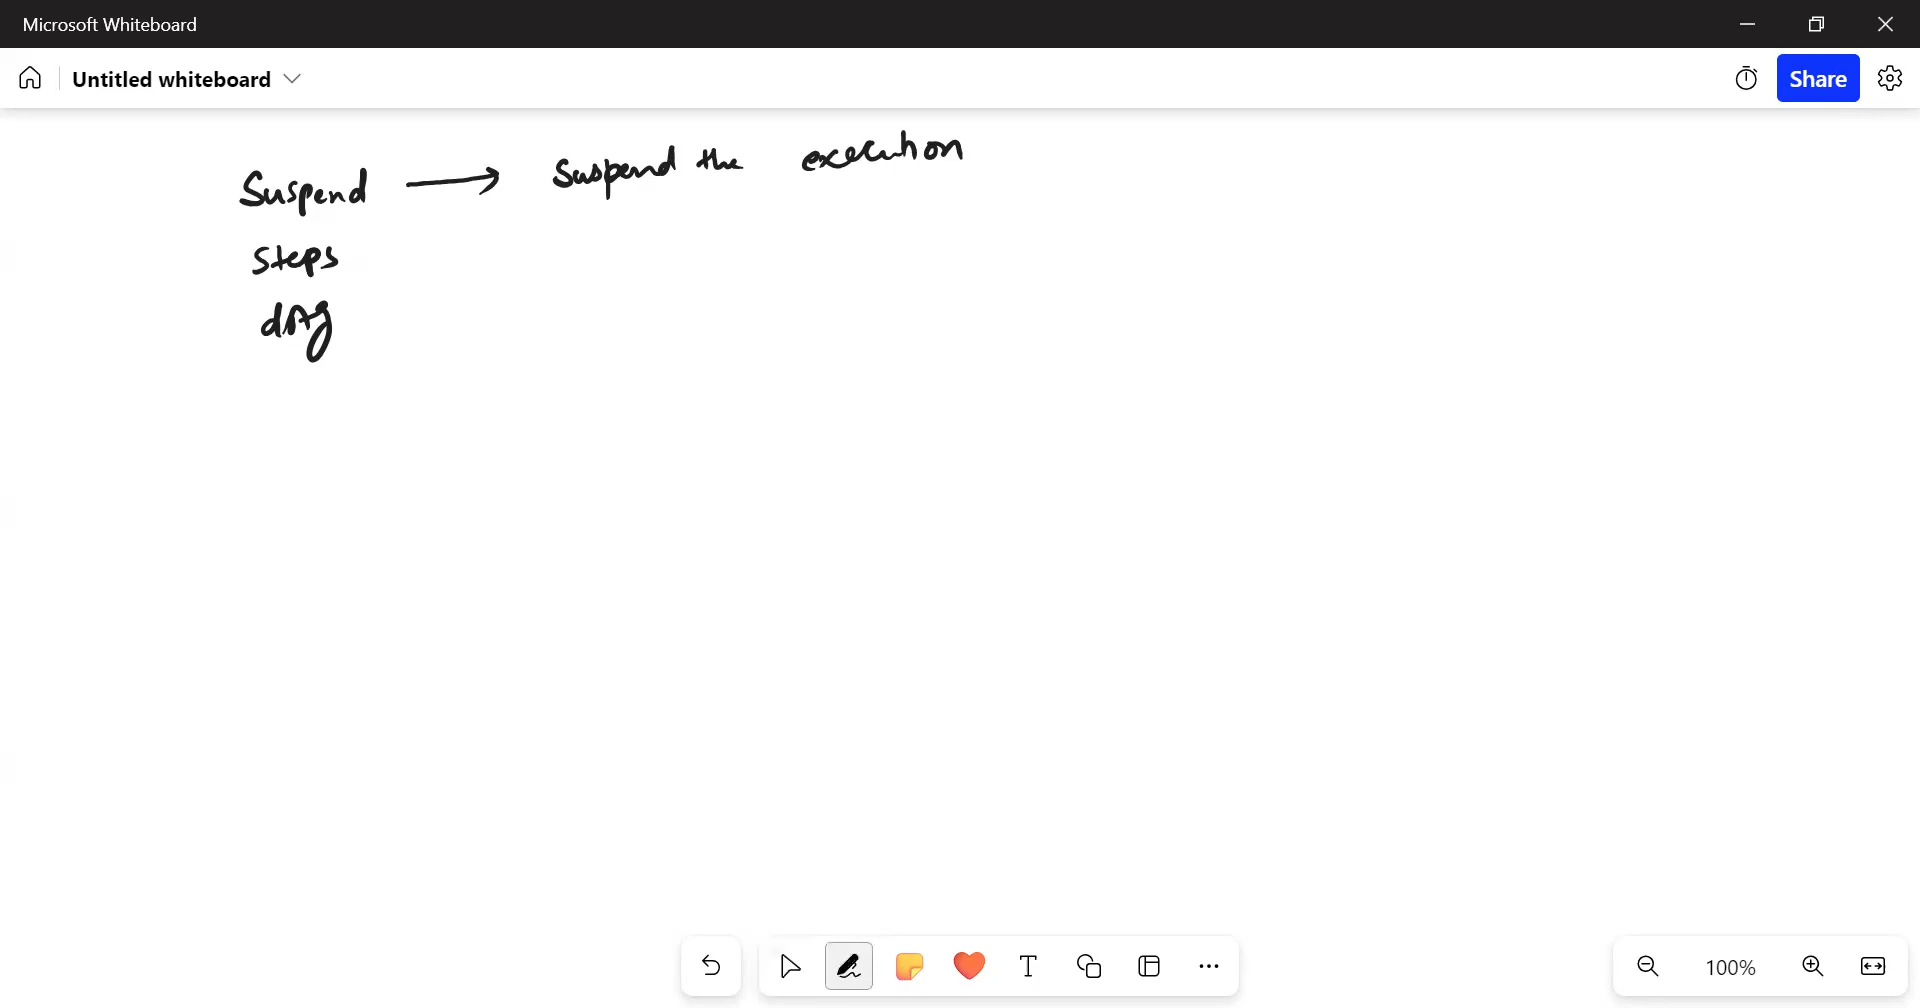 Microsoft Whiteboard
Untitled whiteboard
Share
Suspend → Suspend the execution
steps
dAg
100%